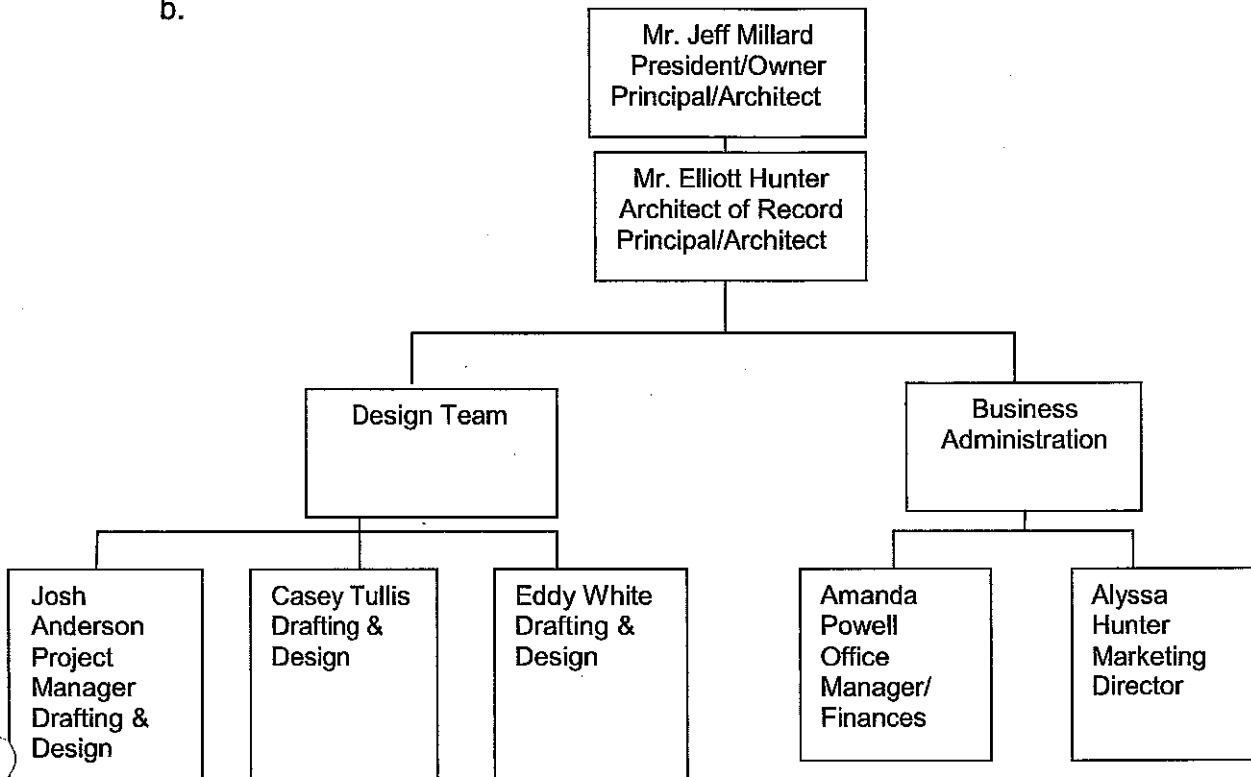 b.
Mr. Jeff Millard
President/Owner
Principal/Architect
Mr. Elliott Hunter
Architect of Record
Principal/Architect
Design Team
Business
Administration
Josh
Anderson
Project
Manager
Drafting &
Design
Casey Tullis
Drafting &
Design
Eddy White
Drafting &
Design
Amanda
Powell
Office
Manager/
Finances
Alyssa
Hunter
Marketing
Director